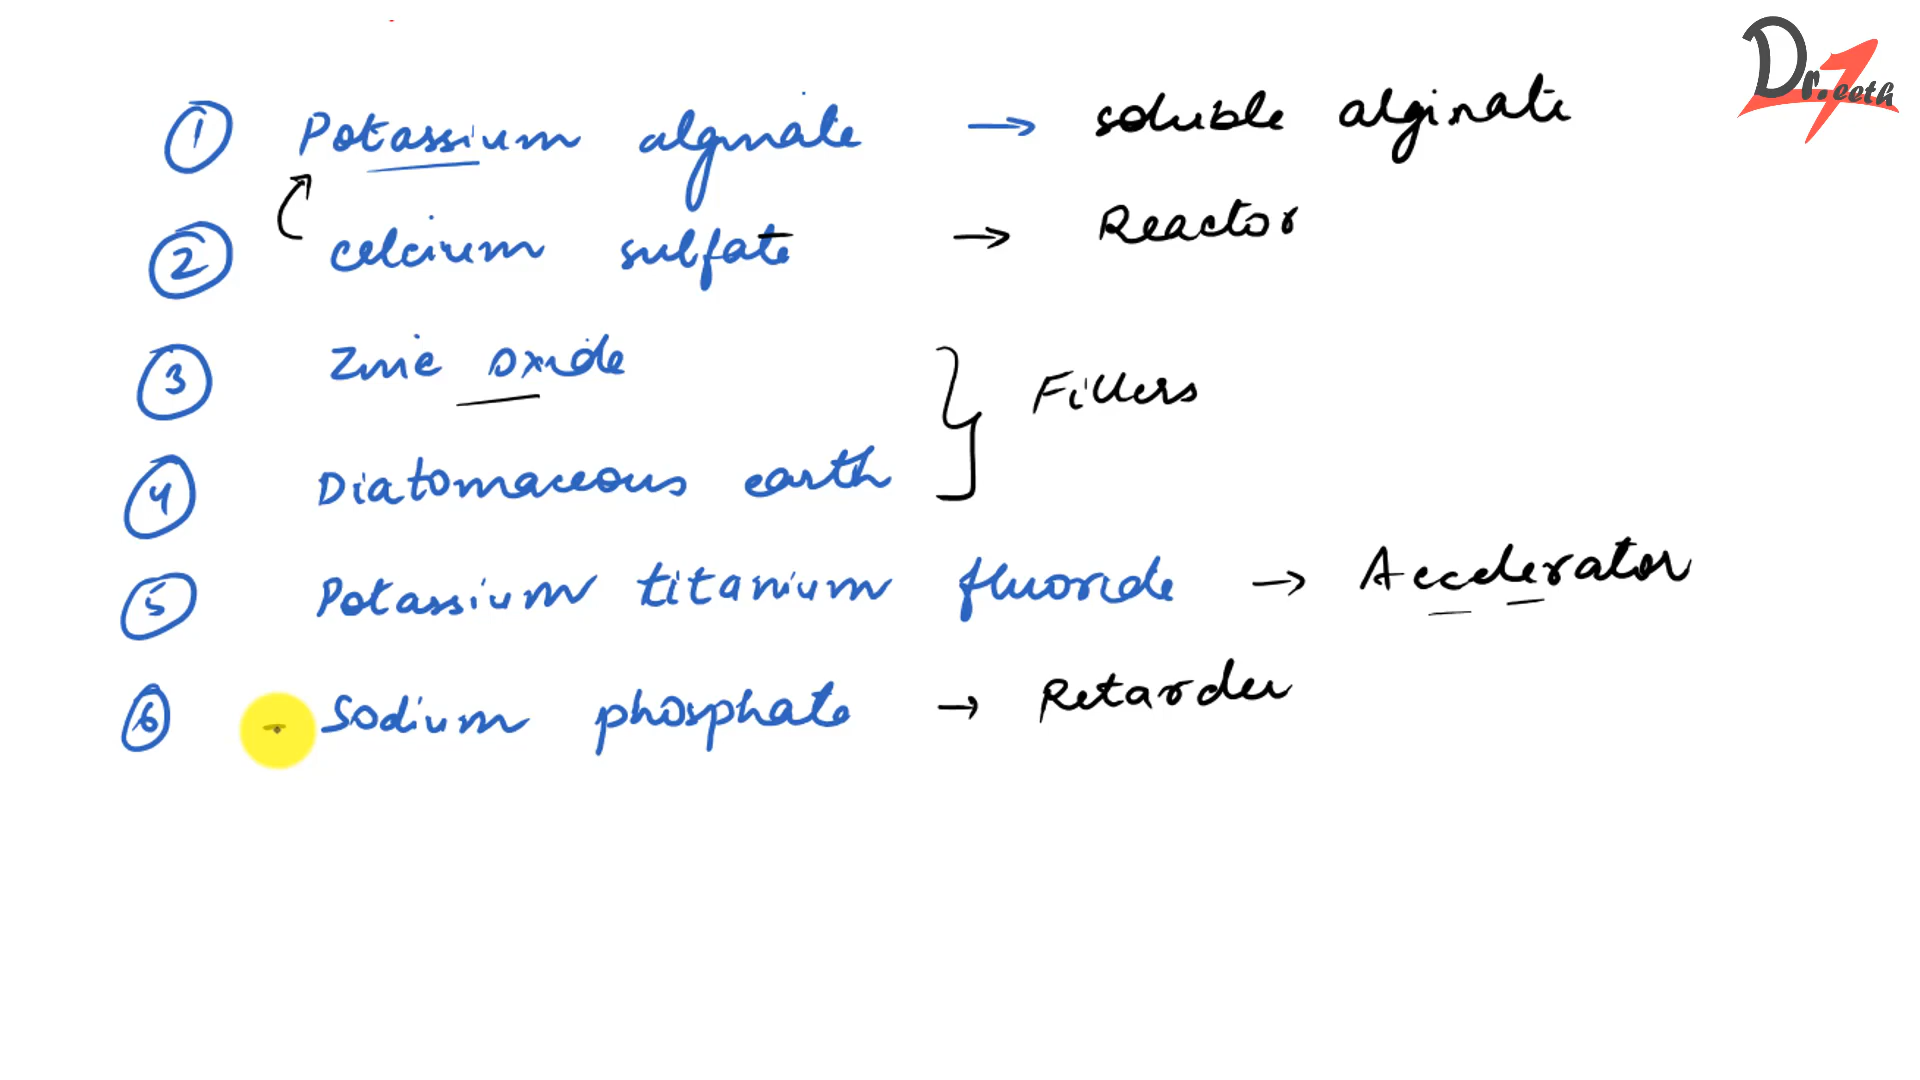 Dr. Teeth
① Potassium alginate → soluble alginate
② calcium sulfate → Reactor
③ Zinc oxide
Fillers
④ Diatomaceous earth
⑤ Potassium titanium fluoride → Accelerator
⑥ - Sodium phosphate → Retarder